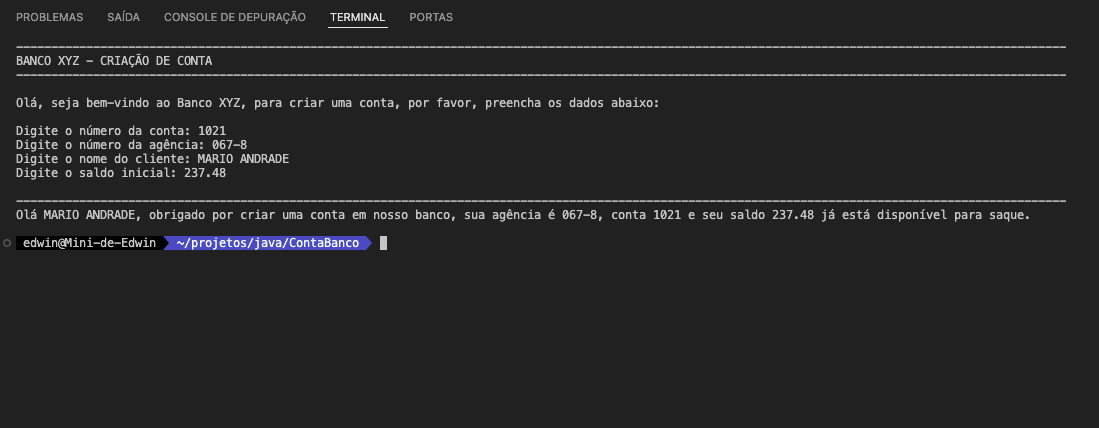 PROBLEMAS SAÍDA CONSOLE DE DEPURAÇÃO TERMINAL PORTAS
BANCO XYZ - CRIAÇÃO DE CONTA
Olá, seja bem-vindo ao Banco XYZ, para criar uma conta, por favor, preencha os dados abaixo:
Digite o número da conta: 1021
Digite o número da agência: 067-8
Digite o nome do cliente: MARIO ANDRADE
Digite o saldo inicial: 237.48
Olá MARIO ANDRADE, obrigado por criar uma conta em nosso banco, sua agência é 067-8, conta 1021 e seu saldo 237.48 já está disponível para saque.
edwin@Mini-de-Edwin ~/projetos/java/ContaBanco